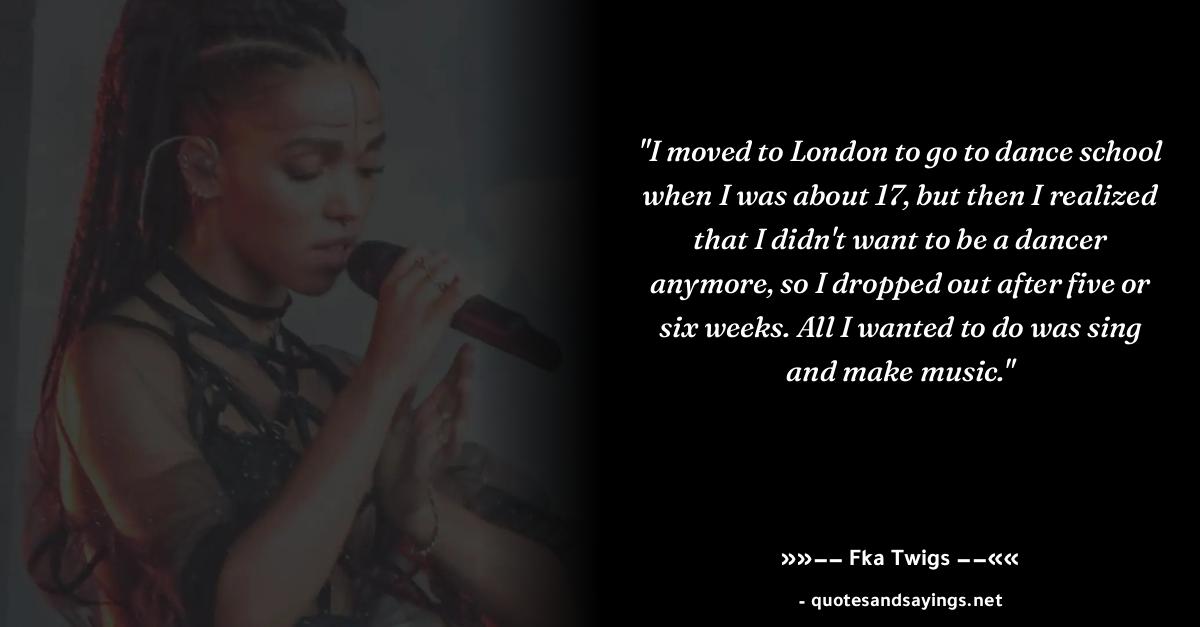 "I moved to London to go to dance school
when I was about 17, but then I realized
that I didn't want to be a dancer
anymore, so I dropped out after five or
six weeks. All I wanted to do was sing
and make music."
»»–– Fka Twigs ––««
- quotesandsayings.net